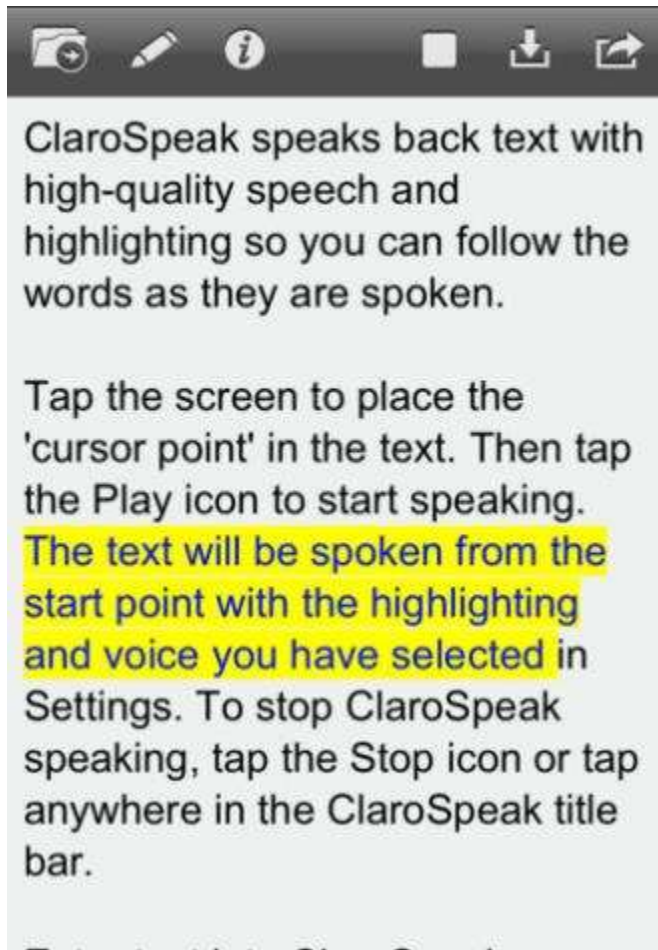 ClaroSpeak speaks back text with
high-quality speech and
highlighting so you can follow the
words as they are spoken.
Tap the screen to place the
'cursor point' in the text. Then tap
the Play icon to start speaking.
The text will be spoken from the
start point with the highlighting
and voice you have selected in
Settings. To stop ClaroSpeak
speaking, tap the Stop icon or tap
anywhere in the ClaroSpeak title
bar.